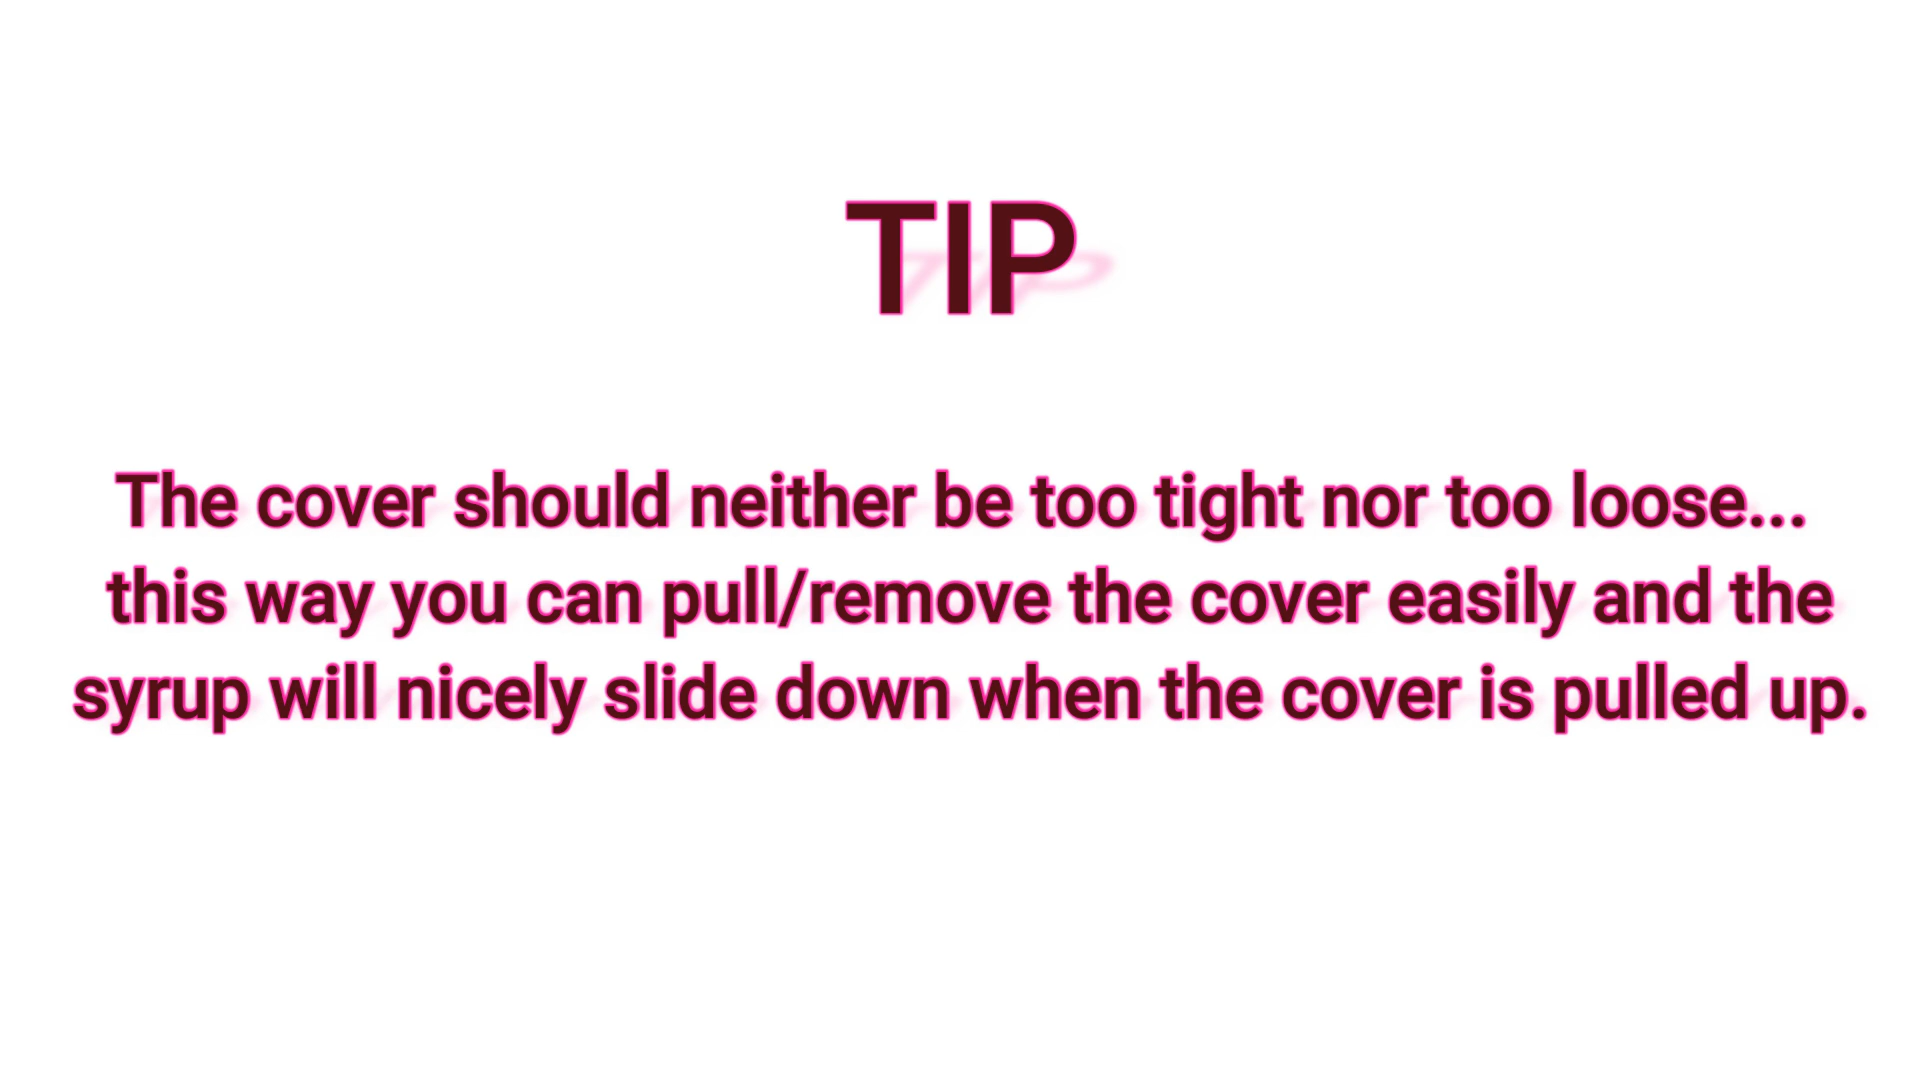 TIP
The cover should neither be too tight nor too loose...
this way you can pull/remove the cover easily and the
syrup will nicely slide down when the cover is pulled up.